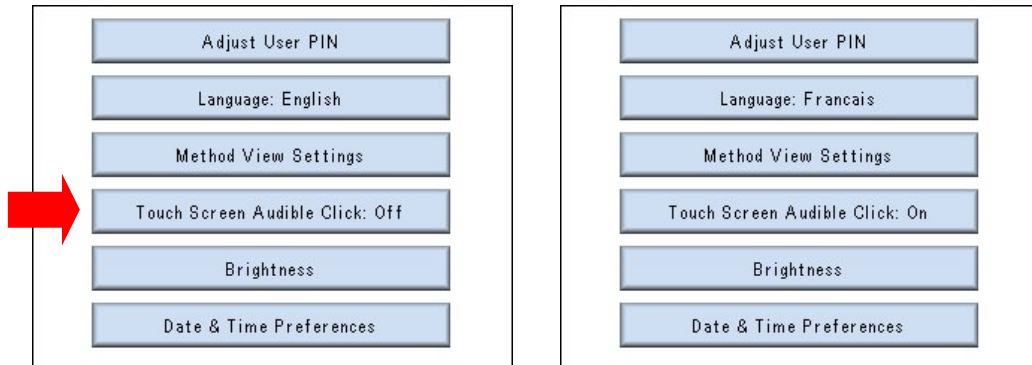 Adjust User PIN
Language: English
Method View Settings
Touch Screen Audible Click: Off
Brightness
Date & Time Preferences
Adjust User PIN
Language: Francais
Method View Settings
Touch Screen Audible Click: On
Brightness
Date & Time Preferences